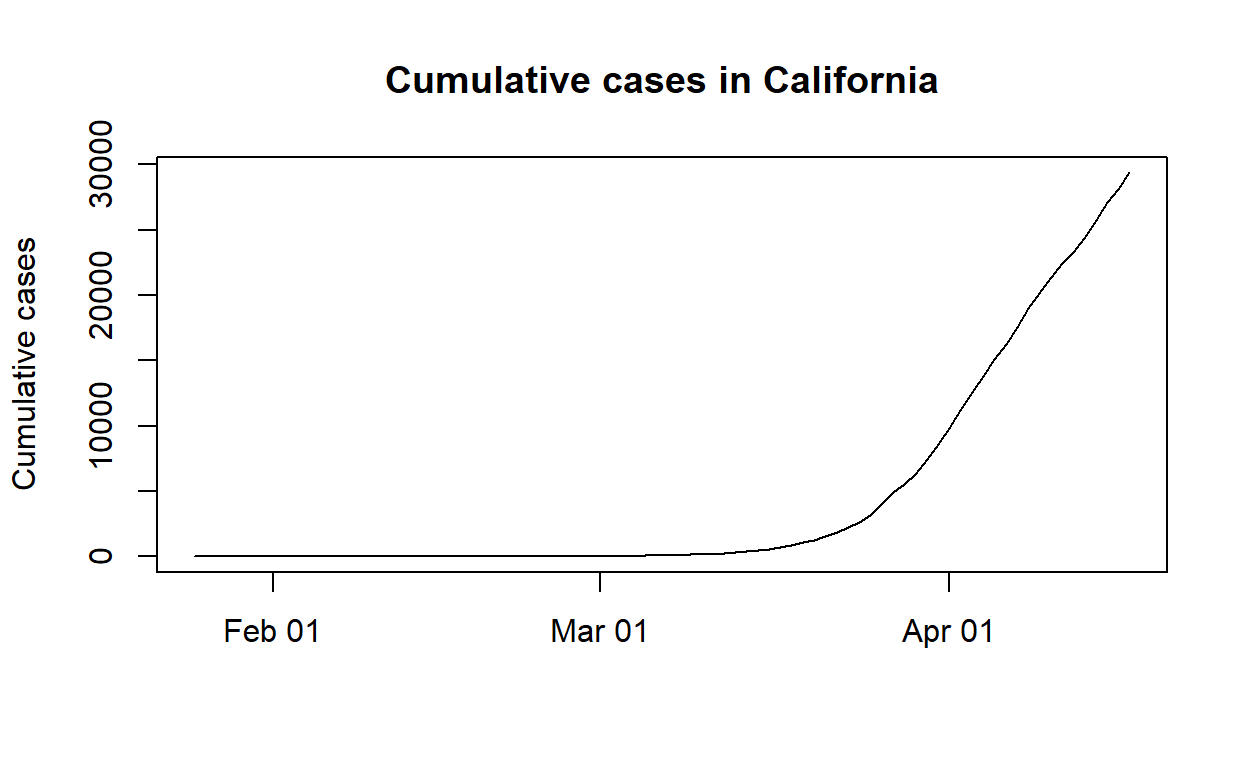 Cumulative cases in California
Cumulative cases
30000
20000
10000
0
Feb 01
Mar 01
Apr 01